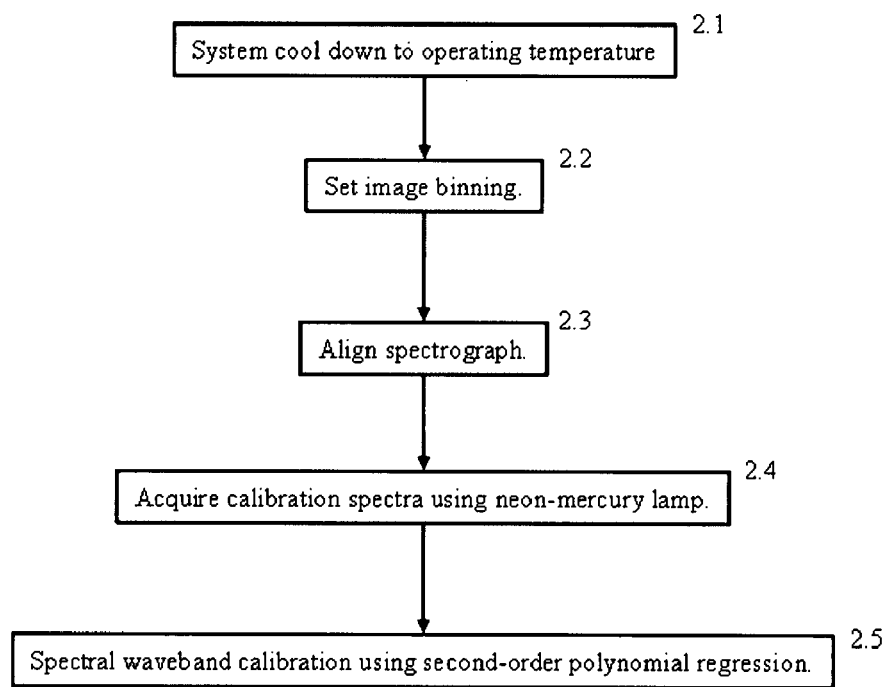 2.1
System cool down to operating temperature
2.2
Set image binning.
2.3
Align spectrograph.
2.4
Acquire calibration spectra using neon-mercury lamp.
2.5
Spectral waveband calibration using second-order polynomial regression.